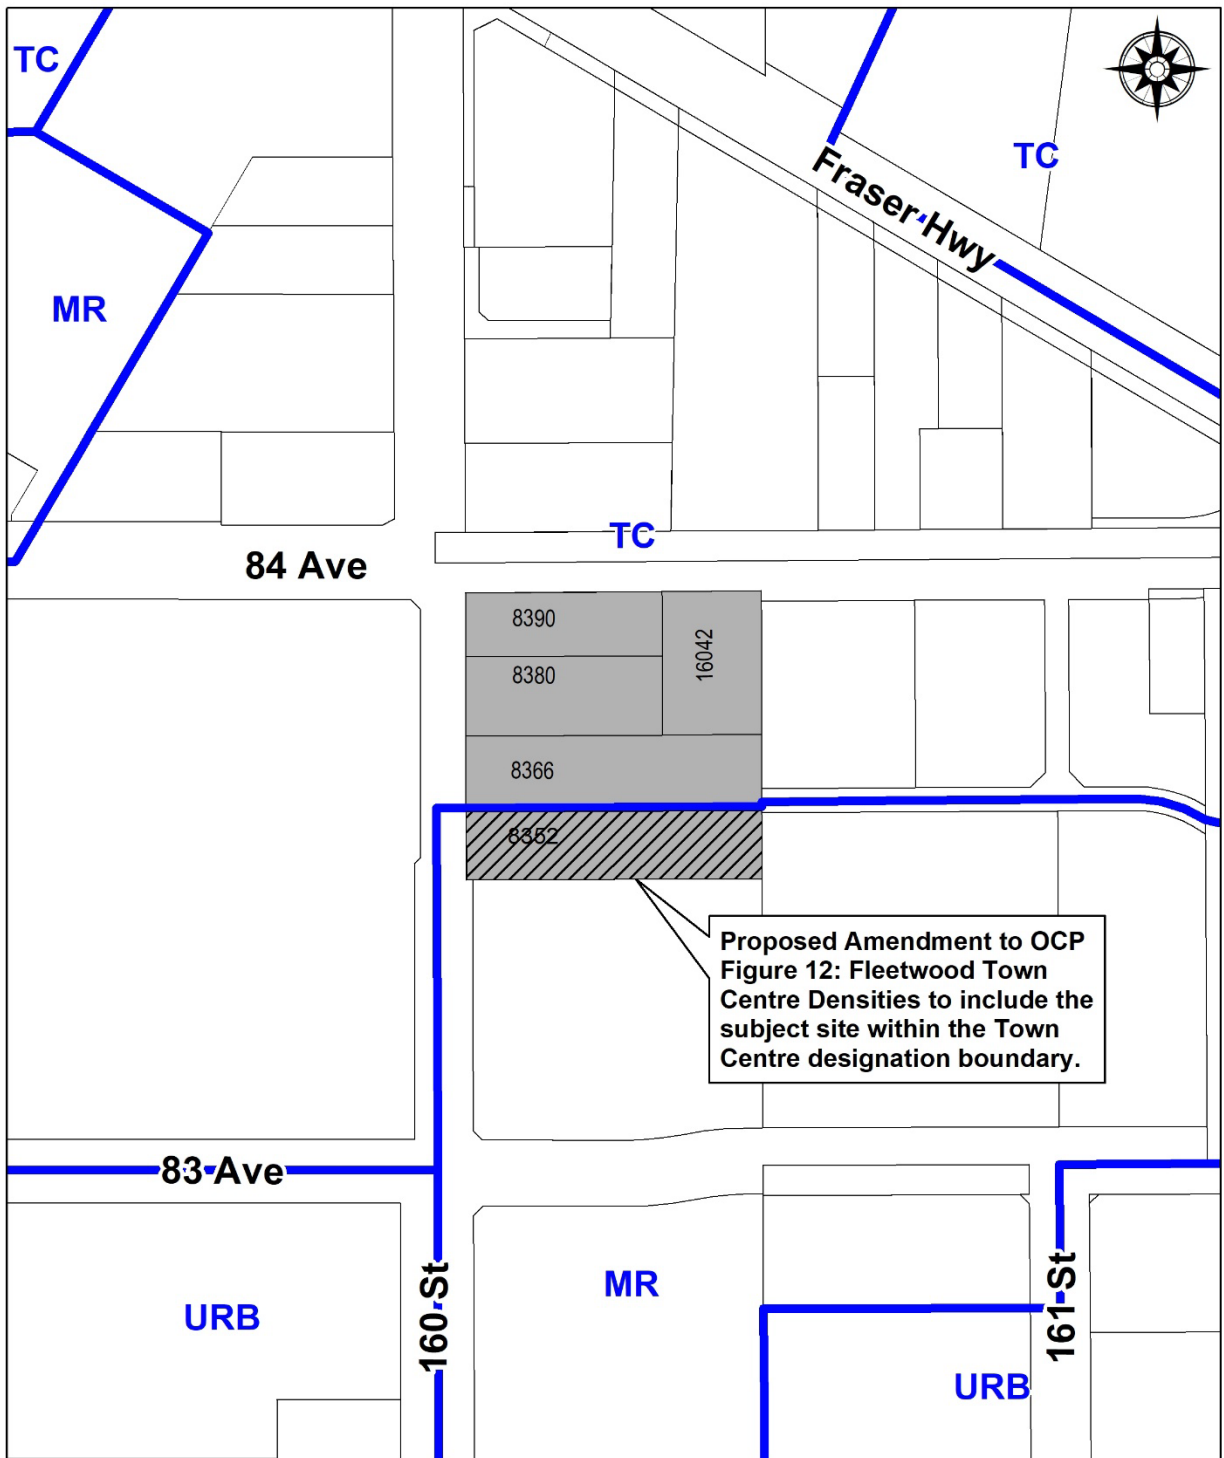 TC
TC
Fraser Hwy
MR
TC
84 Ave
8390
16042
8380
8366
8352
Proposed Amendment to OCP
Figure 12: Fleetwood Town
Centre Densities to include the
subject site within the Town
Centre designation boundary.
83 Ave
160 St
MR
161 St
URB
URB